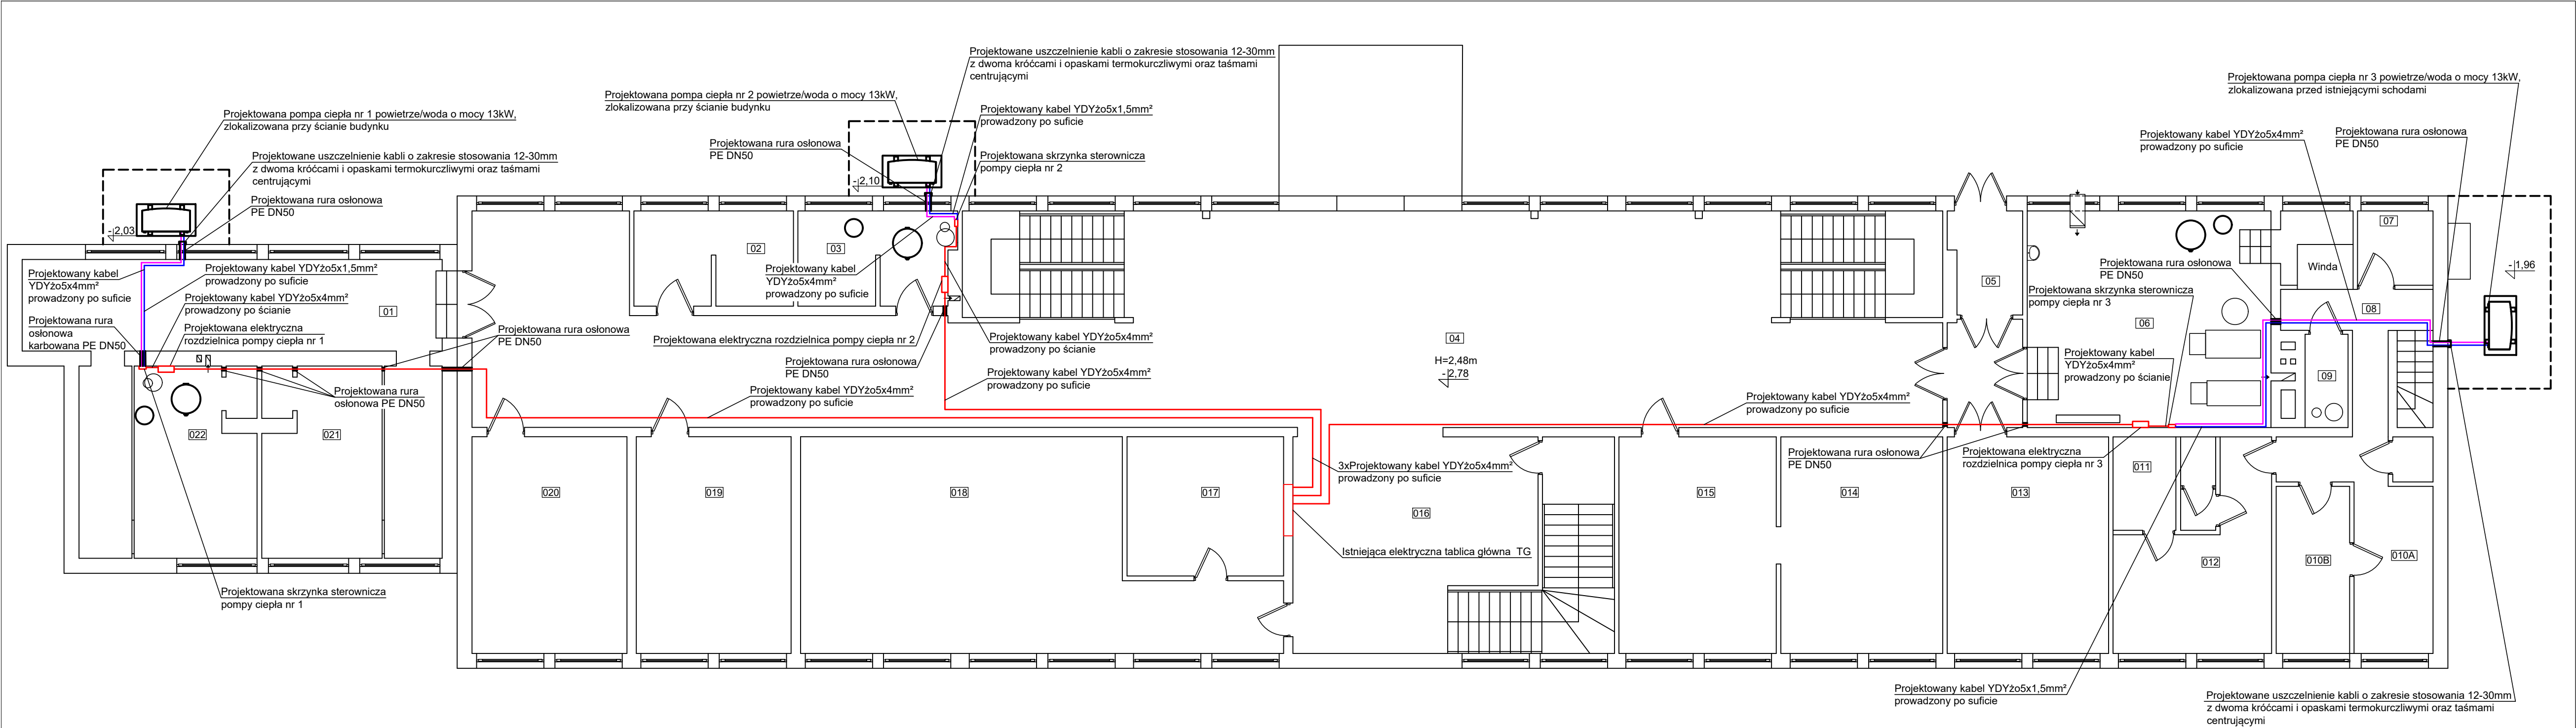 Projektowane uszczelnienie kabli o zakresie stosowania 12-30mm
z dwoma króćcami i opaskami termokurczliwymi oraz taśmami
centrującymi
Projektowana pompa ciepła nr 3 powietrze/woda o mocy 13kW,
zlokalizowana przed istniejącymi schodami
Projektowana pompa ciepła nr 2 powietrze/woda o mocy 13kW,
zlokalizowana przy ścianie budynku
Projektowany kabel YDYżo5x1,5mm²
prowadzony po suficie
Projektowana pompa ciepła nr 1 powietrze/woda o mocy 13kW,
zlokalizowana przy ścianie budynku
Projektowany kabel YDYżo5x4mm²
prowadzony po suficie
Projektowana rura osłonowa
PE DN50
Projektowana rura osłonowa
PE DN50
Projektowane uszczelnienie kabli o zakresie stosowania 12-30mm
z dwoma króćcami i opaskami termokurczliwymi oraz taśmami
centrującymi
Projektowana skrzynka sterownicza
pompy ciepła nr 2
- 2,10
Projektowana rura osłonowa
PE DN50
- 2,03
07
02
03
Winda
- 1,96
Projektowany kabel
YDYżo5x4mm²
prowadzony po suficie
Projektowany kabel YDYżo5x1,5mm²
prowadzony po suficie
Projektowany kabel
YDYżo5x4mm²
prowadzony po suficie
Projektowana rura osłonowa
PE DN50
05
Projektowany kabel YDYżo5x4mm²
prowadzony po ścianie
01
Projektowana skrzynka sterownicza
pompy ciepła nr 3
08
Projektowana rura
osłonowa
karbowana PE DN50
Projektowana elektryczna
rozdzielnica pompy ciepła nr 1
Projektowana rura osłonowa
PE DN50
06
Projektowana elektryczna rozdzielnica pompy ciepła nr 2
Projektowany kabel YDYżo5x4mm²
prowadzony po ścianie
04
H=2,48m
- 2,78
Projektowany kabel
YDYżo5x4mm²
prowadzony po ścianie
Projektowana rura osłonowa
PE DN50
Projektowany kabel YDYżo5x4mm²
prowadzony po suficie
09
Projektowana rura
osłonowa PE DN50
Projektowany kabel YDYżo5x4mm²
prowadzony po suficie
Projektowany kabel YDYżo5x4mm²
prowadzony po suficie
022
021
Projektowana rura osłonowa
PE DN50
Projektowana elektryczna
rozdzielnica pompy ciepła nr 3
3xProjektowany kabel YDYżo5x4mm²
prowadzony po suficie
011
020
019
018
017
016
015
014
013
Istniejąca elektryczna tablica główna TG
012
010B
010A
Projektowana skrzynka sterownicza
pompy ciepła nr 1
Projektowany kabel YDYżo5x1,5mm²
prowadzony po suficie
Projektowane uszczelnienie kabli o zakresie stosowania 12-30mm
z dwoma króćcami i opaskami termokurczliwymi oraz taśmami
centrującymi